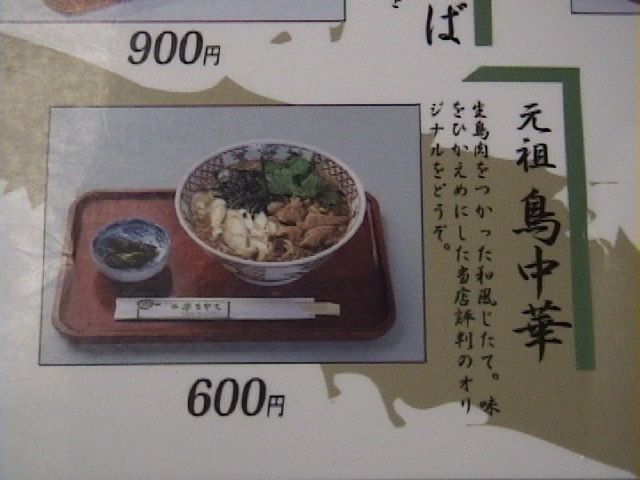 900円
ば
元祖 鳥中華
生鳥肉をつかった和風じたて。味
をひかえめにした当店評判のオリ
ジナルをどうぞ。
600円